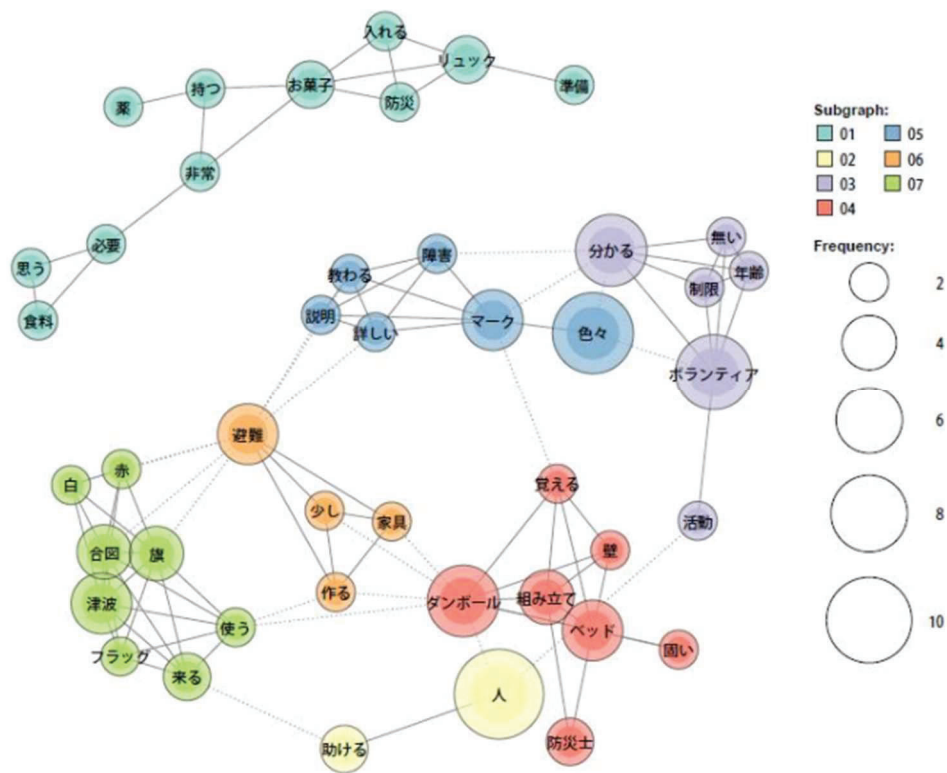 入れる
リュック
お菓子
準備
持つ
防災
薬
非常
必要
思う
食料
Subgraph:
01 05
02 06
03 07
04
Frequency:
2
4
6
8
10
障害
分かる
無い
年齢
制限
教わる
説明
詳しい
マーク
色々
ボランティア
避難
赤
白
覚える
少し
家具
活動
合図
旗
壁
作る
ダンボール
組み立て
津波
使う
ベッド
フラッグ
固い
来る
人
助ける
防災士